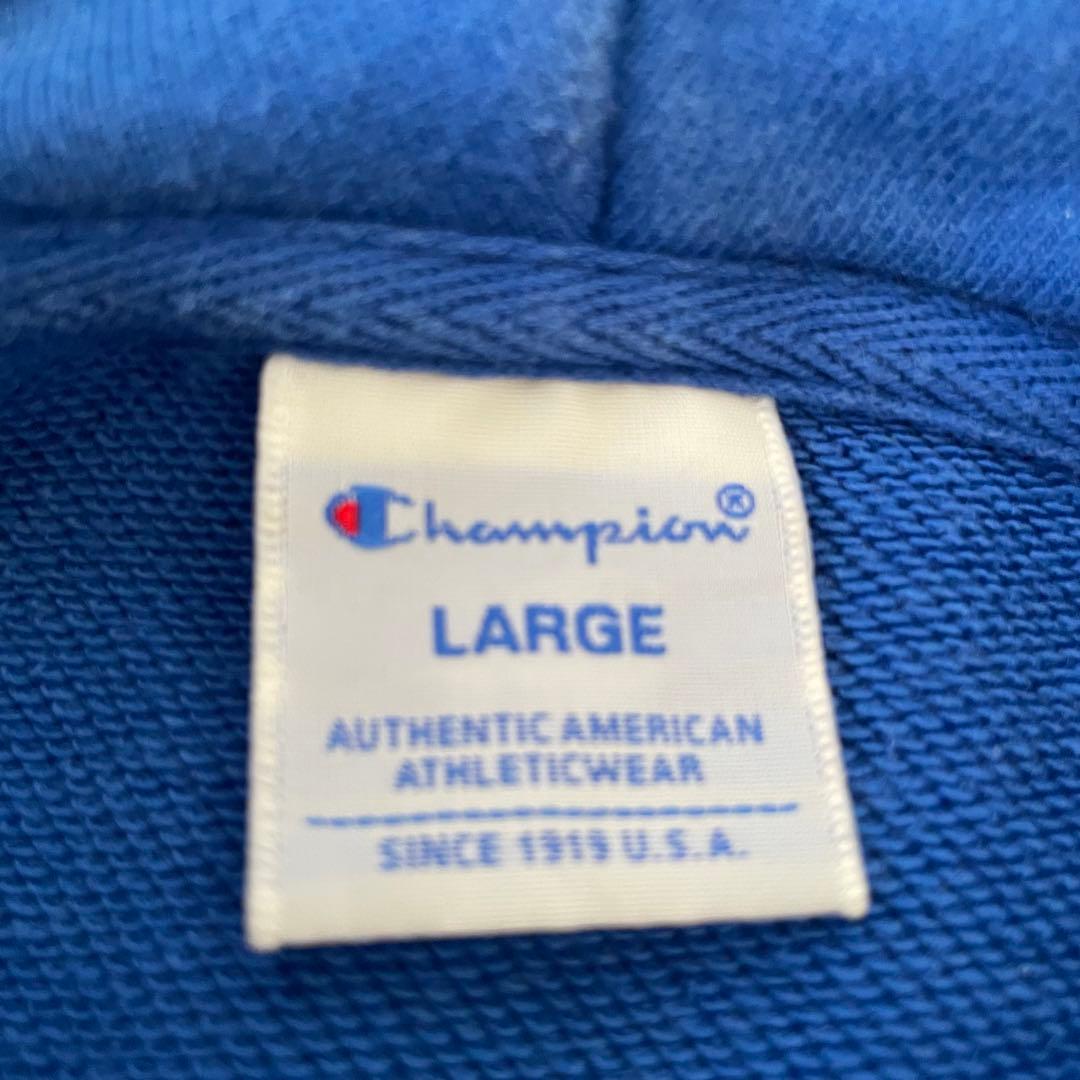 Champion®
LARGE
AUTHENTIC AMERICAN
ATHLETICWEAR
SINCE 1919 U.S.A.